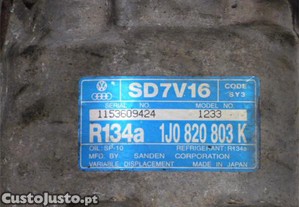 SD7V16
CODE
SY3
SERIAL NO
MODEL NO
1153609424
1233
R134a 1J0 820 803 K
OIL: SP-10 REFRIGERANT: R134a
MFG. BY SANDEN CORPORATION
VARIABLE DISPLACEMENT MADE IN JAPAN
CustoJusto.pt